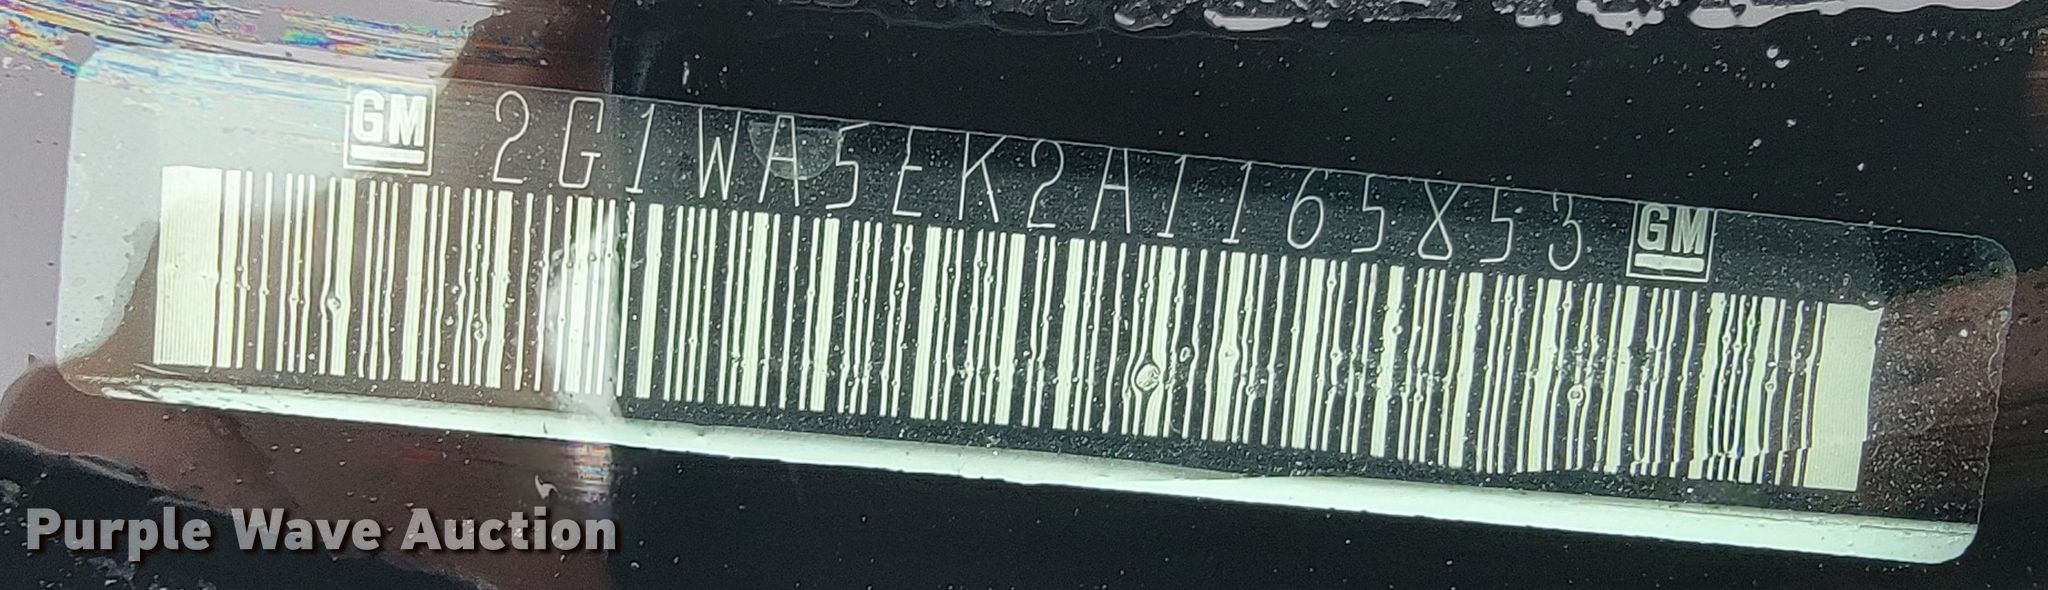 GM 2G1WA5EK2A1165853 GM
Purple Wave Auction